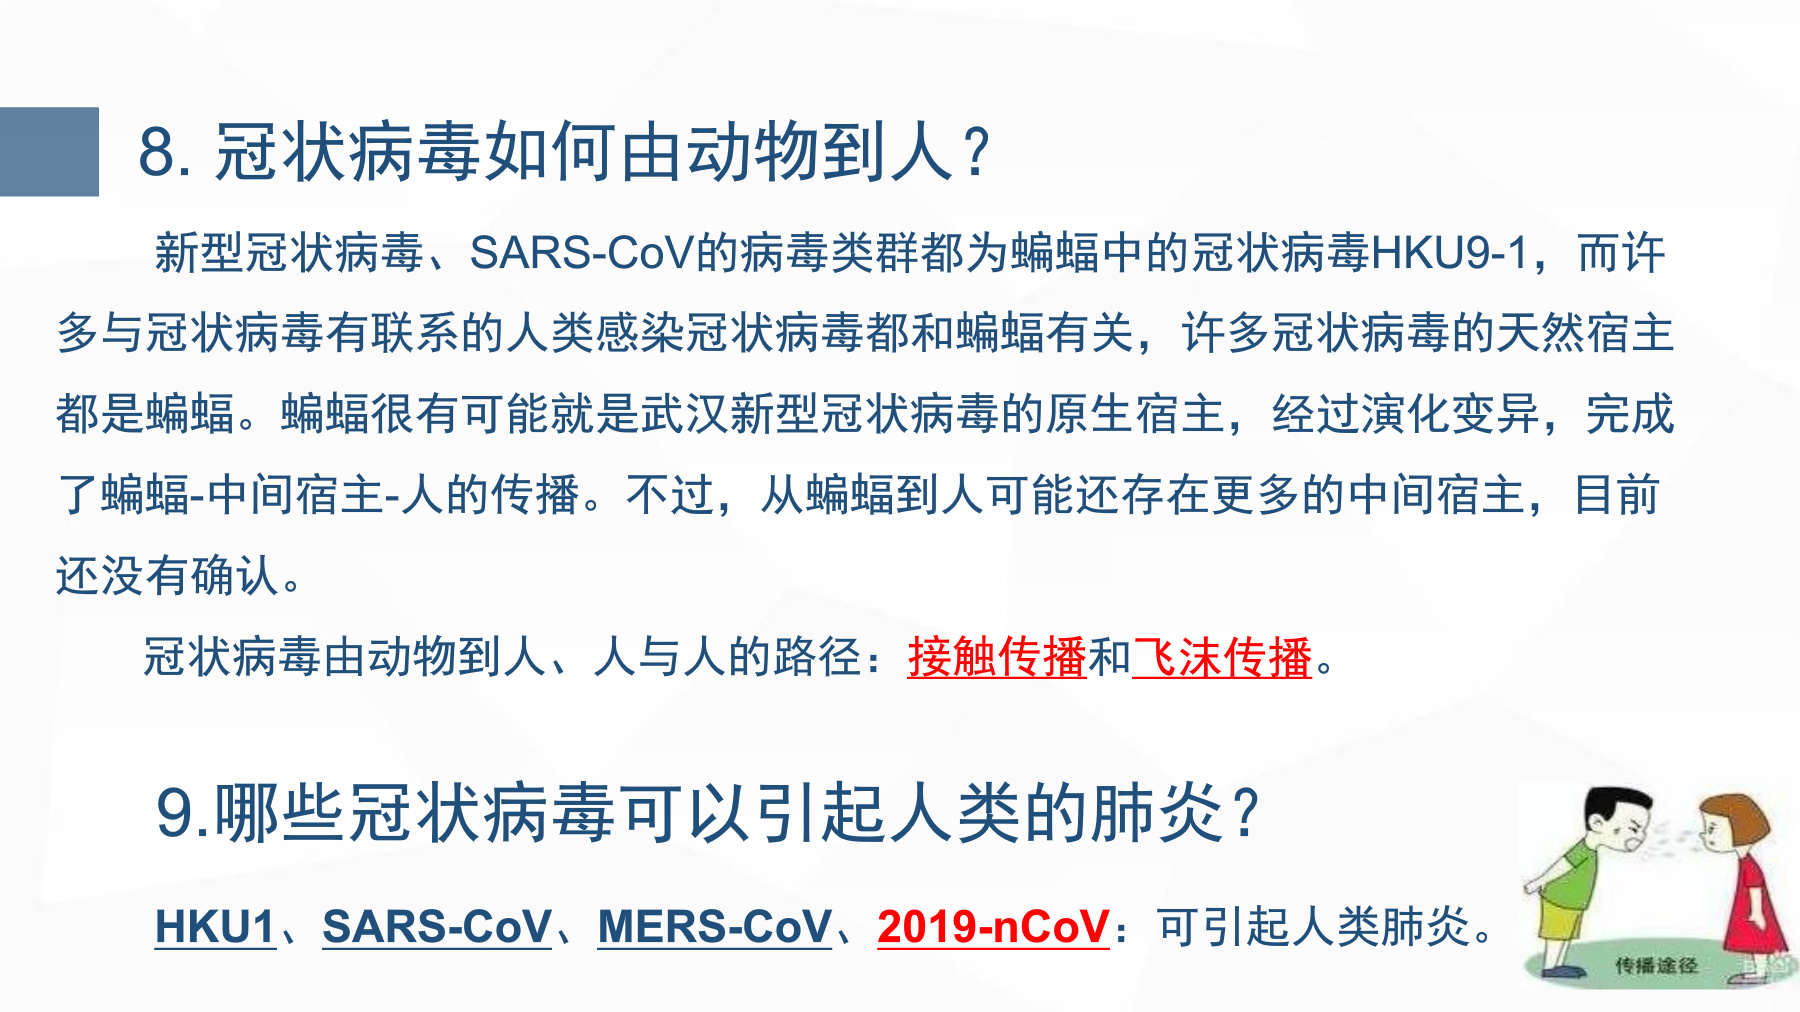 8. 冠状病毒如何由动物到人？
新型冠状病毒、SARS-CoV的病毒类群都为蝙蝠中的冠状病毒HKU9-1，而许
多与冠状病毒有联系的人类感染冠状病毒都和蝙蝠有关，许多冠状病毒的天然宿主
都是蝙蝠。蝙蝠很有可能就是武汉新型冠状病毒的原生宿主，经过演化变异，完成
了蝙蝠-中间宿主-人的传播。不过，从蝙蝠到人可能还存在更多的中间宿主，目前
还没有确认。
冠状病毒由动物到人、人与人的路径：接触传播和飞沫传播。
9.哪些冠状病毒可以引起人类的肺炎？
HKU1、SARS-CoV、MERS-CoV、2019-nCoV：可引起人类肺炎。
传播途径